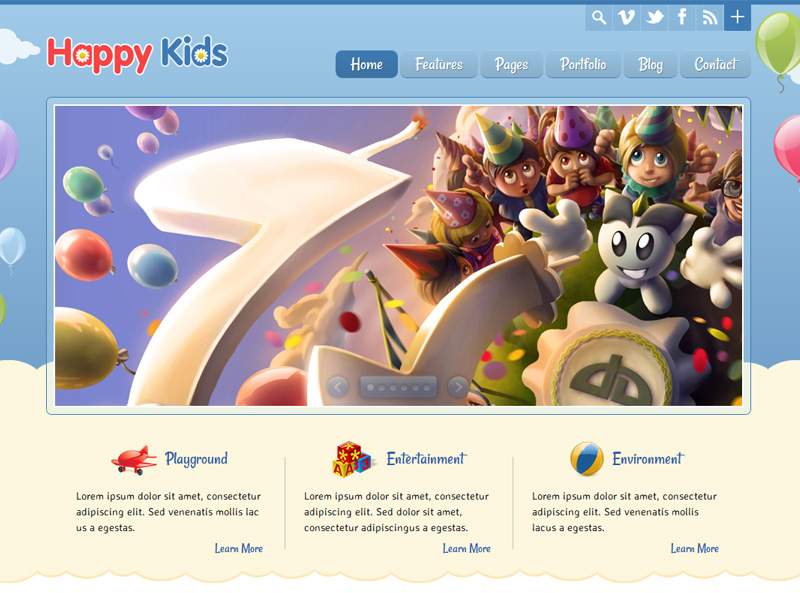 Happy Kids
Home Features Pages Portfolio Blog Contact
7
Playground
Lorem ipsum dolor sit amet, consectetur
adipiscing elit. Sed venenatis mollis lac
us a egestas.
Learn More
Entertainment
Lorem ipsum dolor sit amet, consectetur
adipiscing elit. Sed dolor sit amet,
consectetur adipiscingus a egestas.
Learn More
Environment
Lorem ipsum dolor sit amet, consectetur
adipiscing elit. Sed venenatis mollis
lacus a egestas.
Learn More